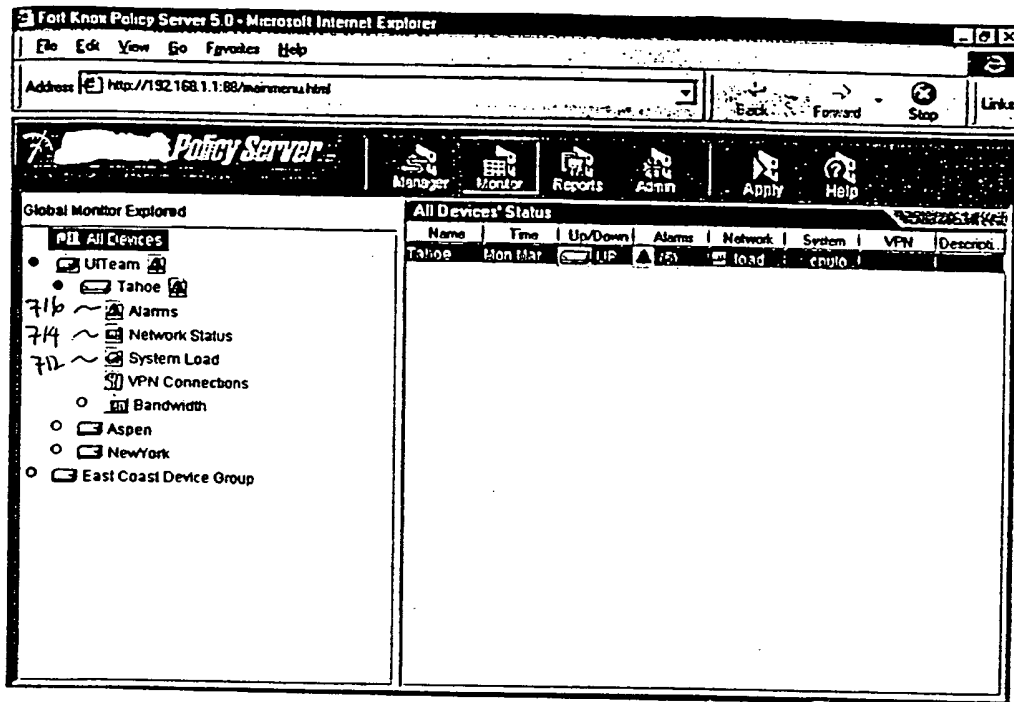 Fort Knox Policy Server 5.0 - Microsoft Internet Explorer
File Edit View Go Favorites Help
Address http://192.168.1.1:88/mainmenu.html
Back Forward Stop Links
Policy Server
Manager Monitor Reports Admin Apply Help
Global Monitor Explored
All Devices
UITeam
Tahoe
716 Alarms
714 Network Status
712 System Load
VPN Connections
Bandwidth
Aspen
NewYork
East Coast Device Group
All Devices' Status
Name Time Up/Down Alarms Network System VPN Descripti...
Tahoe Mon Mar UP (5) load cpulo